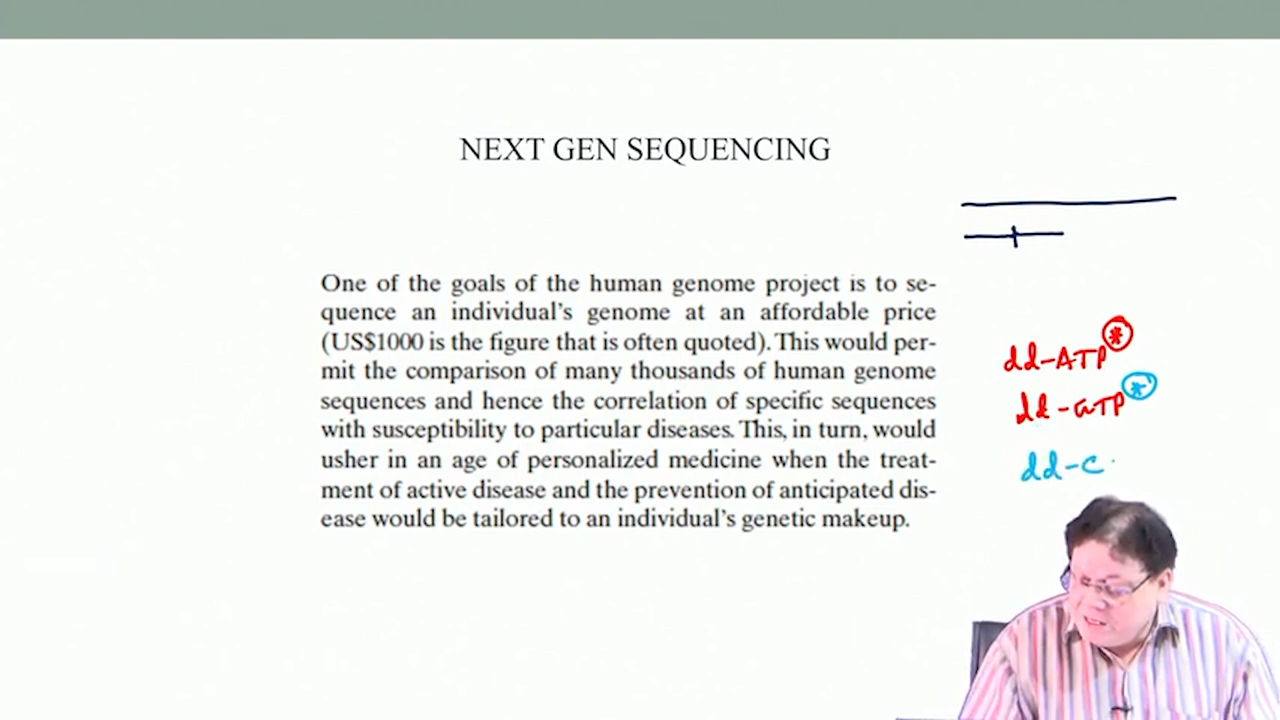 NEXT GEN SEQUENCING
One of the goals of the human genome project is to se-
quence an individual's genome at an affordable price
(US$1000 is the figure that is often quoted). This would per-
mit the comparison of many thousands of human genome
sequences and hence the correlation of specific sequences
with susceptibility to particular diseases. This, in turn, would
usher in an age of personalized medicine when the treat-
ment of active disease and the prevention of anticipated dis-
ease would be tailored to an individual's genetic makeup.
dd-ATP*
dd-GTP*
dd-C